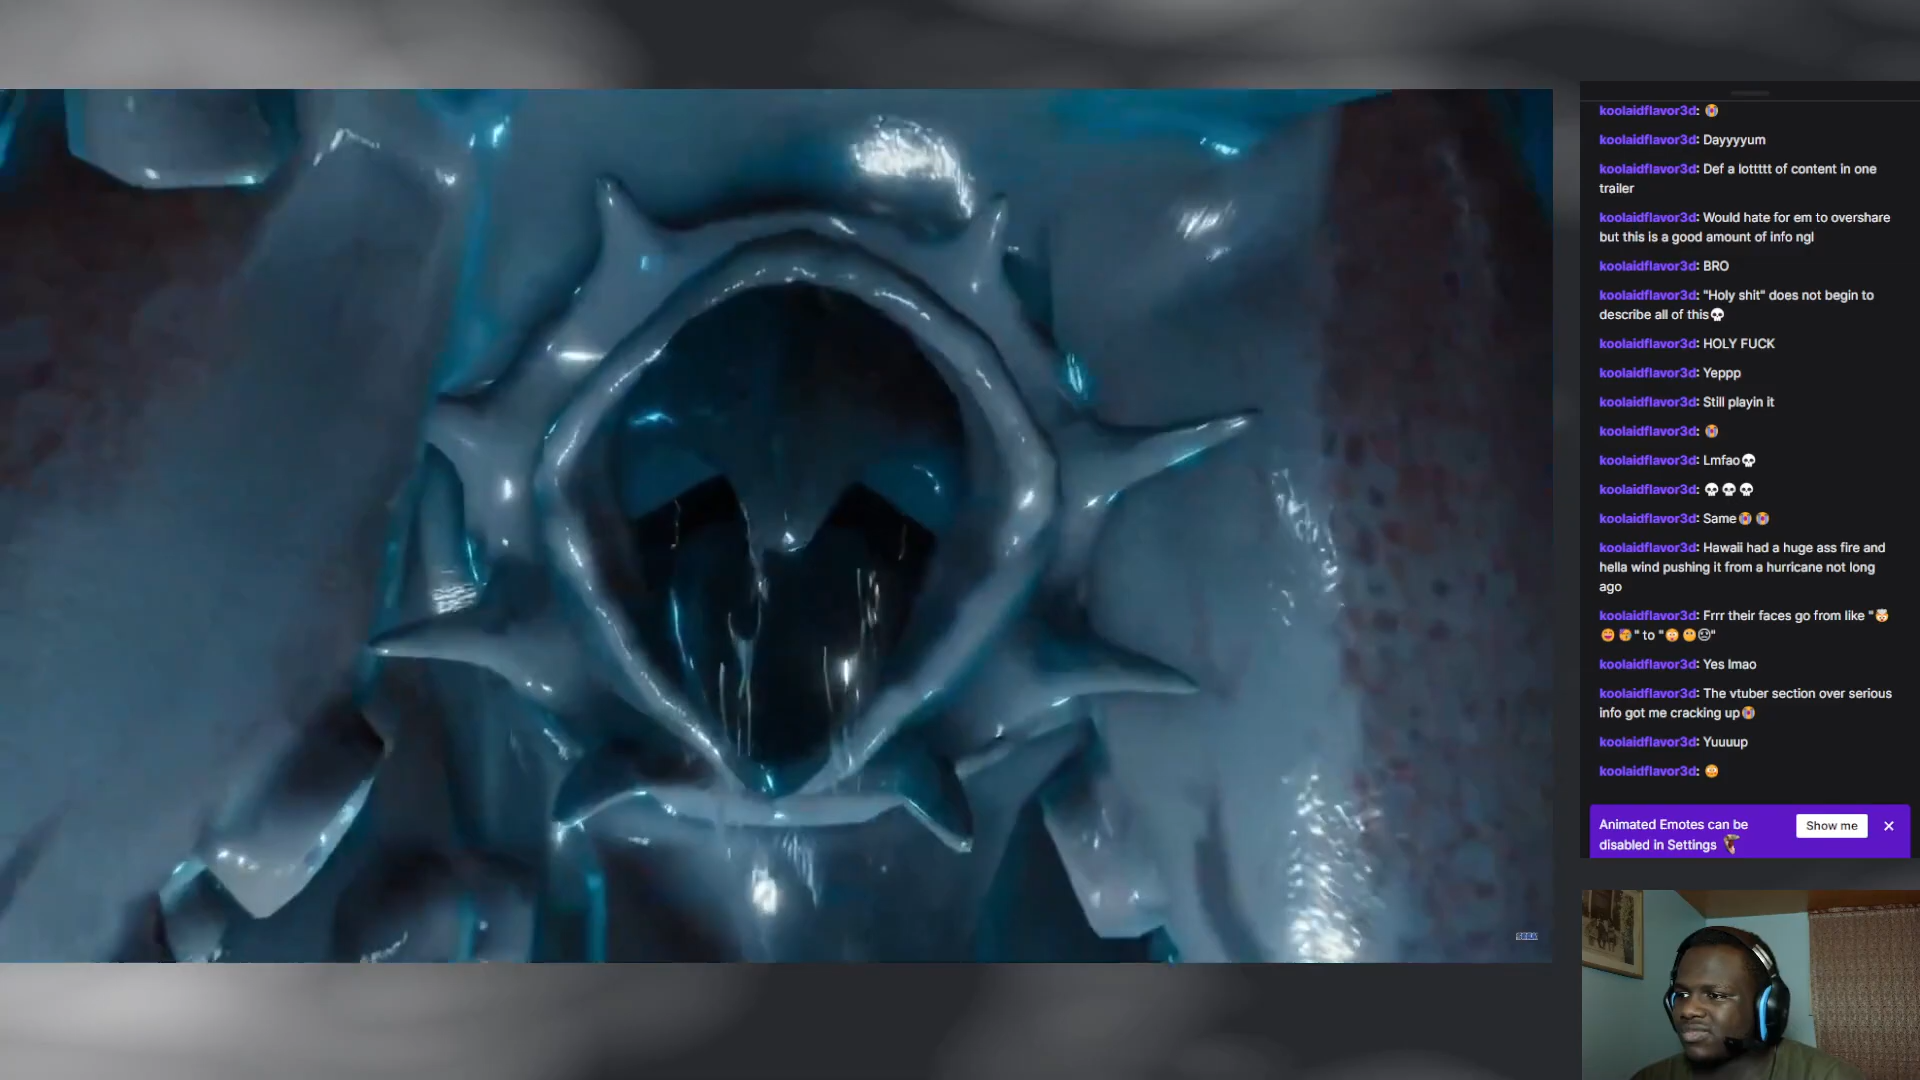 koolaidflavor3d:
koolaidflavor3d: Dayyyyum
koolaidflavor3d: Def a lottttt of content in one
trailer
koolaidflavor3d: Would hate for em to overshare
but this is a good amount of info ngl
koolaidflavor3d: BRO
koolaidflavor3d: "Holy shit" does not begin to
describe all of this💀
koolaidflavor3d: HOLY FUCK
koolaidflavor3d: Yeppp
koolaidflavor3d: Still playin it
koolaidflavor3d:
koolaidflavor3d: Lmfao💀
koolaidflavor3d: 💀💀💀
koolaidflavor3d: Same
koolaidflavor3d: Hawaii had a huge ass fire and
hella wind pushing it from a hurricane not long
ago
koolaidflavor3d: Frrr their faces go from like "
" to "
koolaidflavor3d: Yes lmao
koolaidflavor3d: The vtuber section over serious
info got me cracking up
koolaidflavor3d: Yuuuup
koolaidflavor3d:
Animated Emotes can be
disabled in Settings
Show me
SEGA